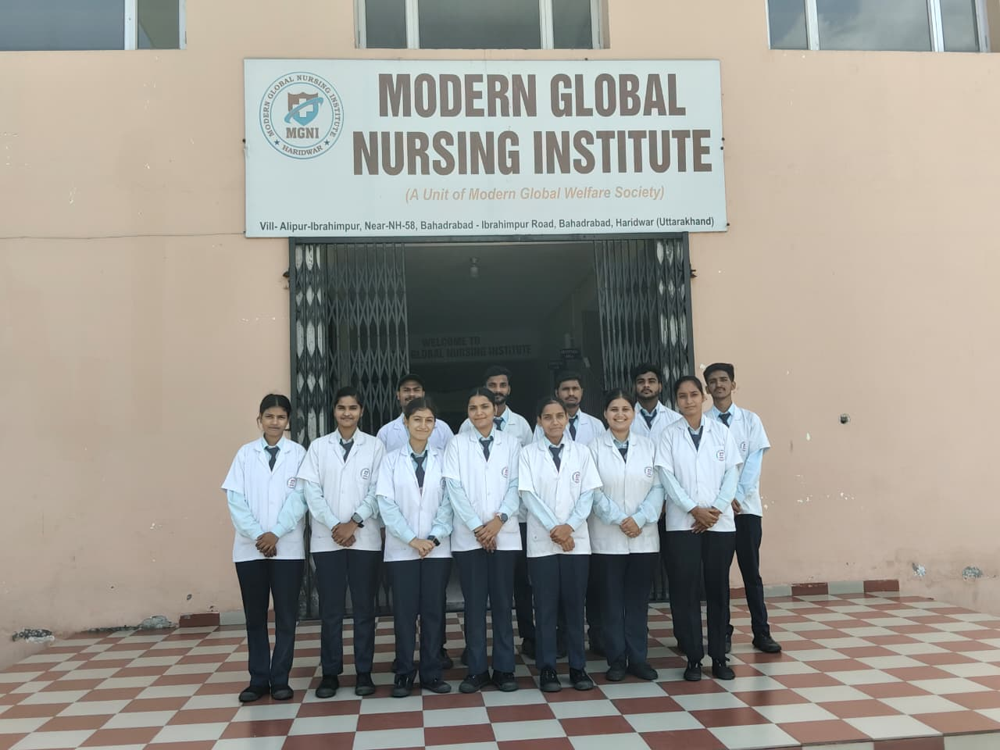 MODERN GLOBAL NURSING INSTITUTE
MGNI
★ HARIDWAR ★
MODERN GLOBAL
NURSING INSTITUTE
(A Unit of Modern Global Welfare Society)
Vill- Alipur-Ibrahimpur, Near-NH-58, Bahadrabad - Ibrahimpur Road, Bahadrabad, Haridwar (Uttarakhand)
WELCOME TO
GLOBAL NURSING INSTITUTE